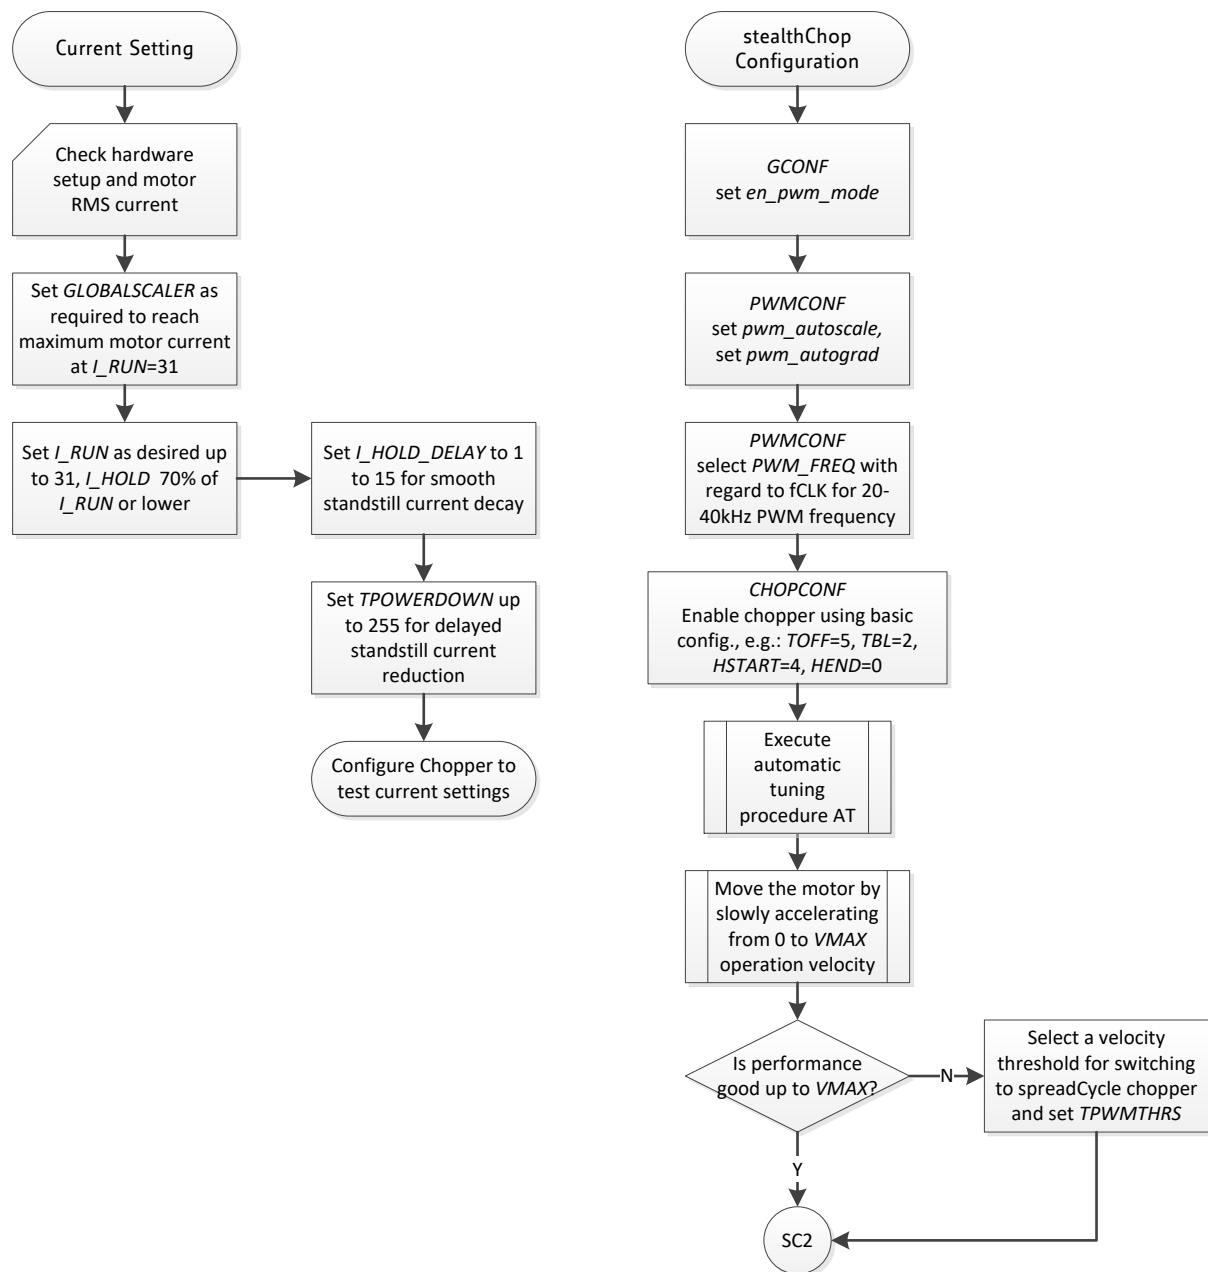 Current Setting
Check hardware
setup and motor
RMS current
Set GLOBALSCALER as
required to reach
maximum motor current
at I_RUN=31
Set I_RUN as desired up
to 31, I_HOLD 70% of
I_RUN or lower
Set I_HOLD_DELAY to 1
to 15 for smooth
standstill current decay
Set TPOWERDOWN up
to 255 for delayed
standstill current
reduction
Configure Chopper to
test current settings
stealthChop
Configuration
GCONF
set en_pwm_mode
PWMCONF
set pwm_autoscale,
set pwm_autograd
PWMCONF
select PWM_FREQ with
regard to fCLK for 20-
40kHz PWM frequency
CHOPCONF
Enable chopper using basic
config., e.g.: TOFF=5, TBL=2,
HSTART=4, HEND=0
Execute
automatic
tuning
procedure AT
Move the motor by
slowly accelerating
from 0 to VMAX
operation velocity
Is performance
good up to VMAX?
N
Select a velocity
threshold for switching
to spreadCycle chopper
and set TPWMTHRS
Y
SC2